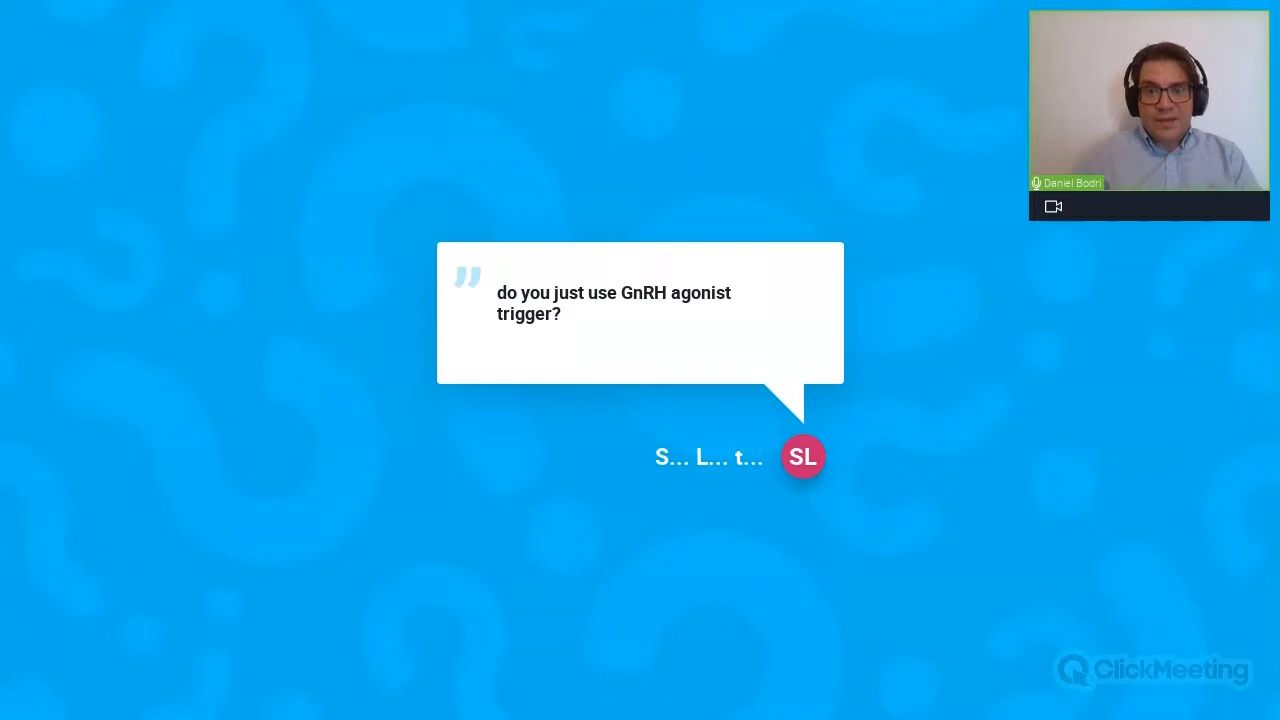 Daniel Bodri
”
do you just use GnRH agonist
trigger?
S... L... t...
SL
ClickMeeting